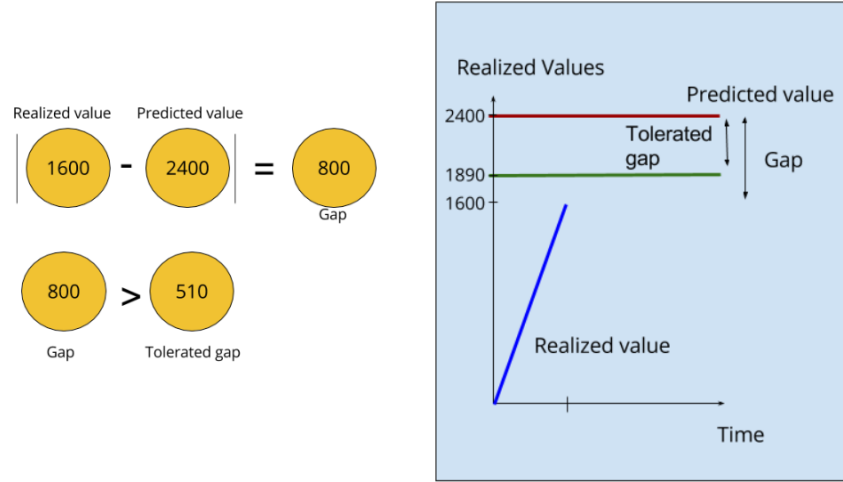 Realized value
Predicted value
1600
-
2400
=
800
Gap
800
>
510
Gap
Tolerated gap
Realized Values
Predicted value
2400
Tolerated
gap
Gap
1890
1600
Realized value
Time